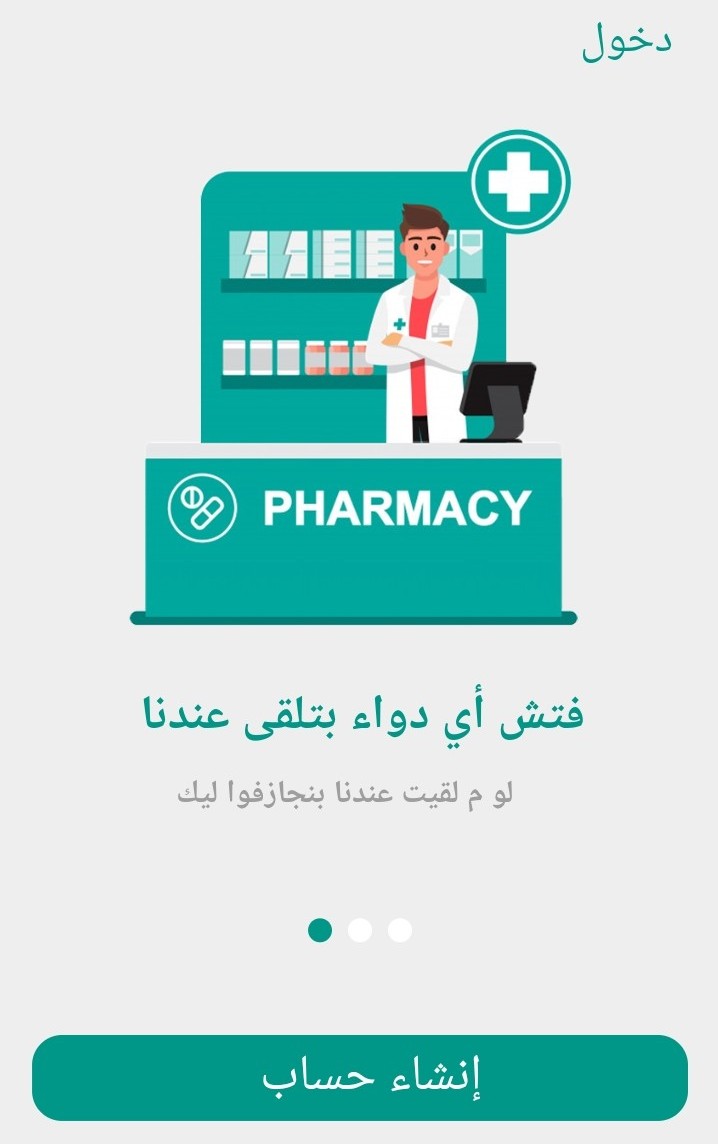 دخول
PHARMACY
فتش أي دواء بتلقى عندنا
لو م لقيت عندنا بنجازفوا ليك
إنشاء حساب